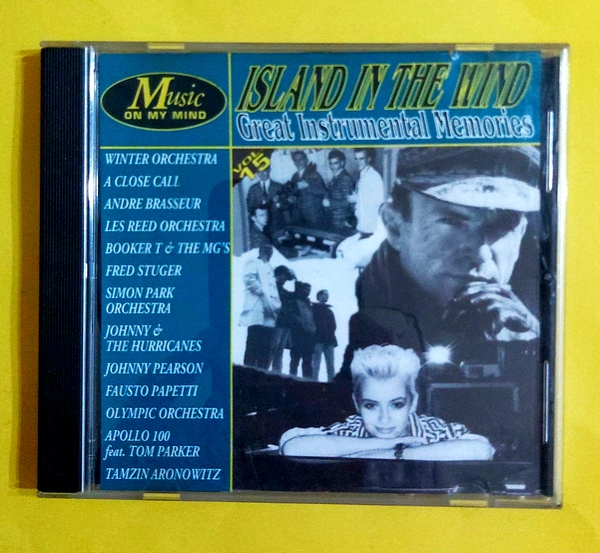 Music
ON MY MIND
ISLAND IN THE WIND
Great Instrumental Memories
VOL. 15
WINTER ORCHESTRA
A CLOSE CALL
ANDRE BRASSEUR
LES REED ORCHESTRA
BOOKER T & THE MG'S
FRED STUGER
SIMON PARK
ORCHESTRA
JOHNNY &
THE HURRICANES
JOHNNY PEARSON
FAUSTO PAPETTI
OLYMPIC ORCHESTRA
APOLLO 100
feat. TOM PARKER
TAMZIN ARONOWITZ